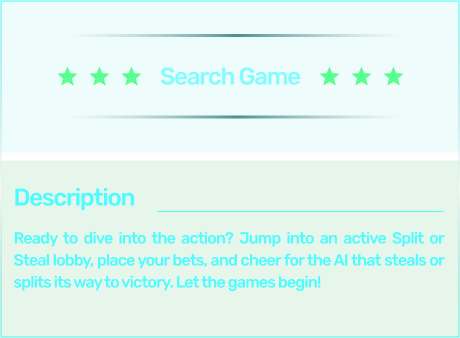 Search Game
Description
Ready to dive into the action? Jump into an active Split or
Steal lobby, place your bets, and cheer for the AI that steals or
splits its way to victory. Let the games begin!